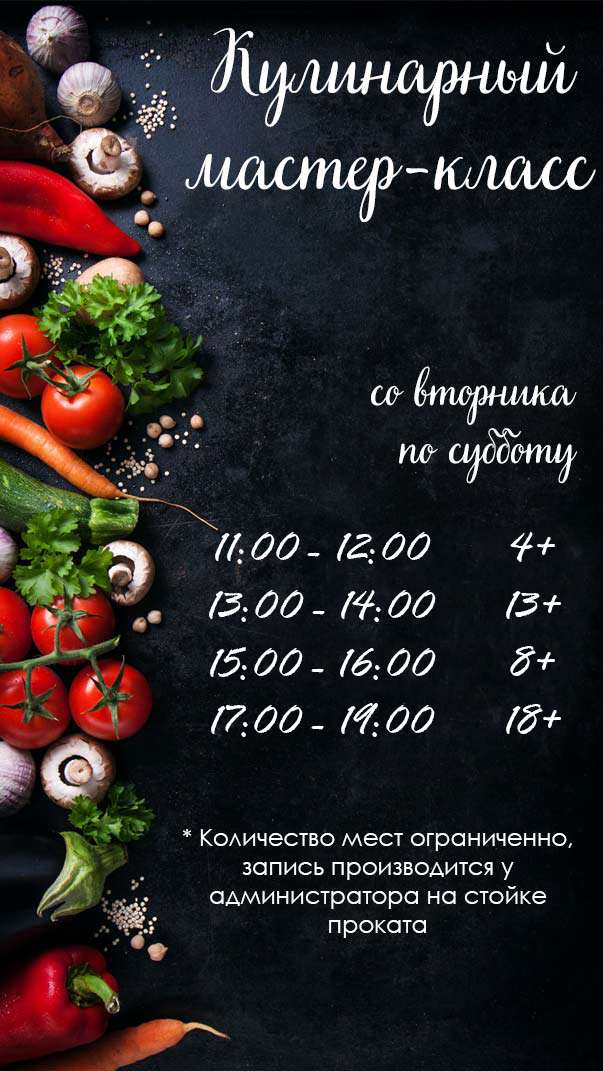 Кулинарный
мастер-класс
со вторника
по субботу
11:00 - 12:00 4+
13:00 - 14:00 13+
15:00 - 16:00 8+
17:00 - 19:00 18+
* Количество мест ограниченно,
запись производится у
администратора на стойке
проката